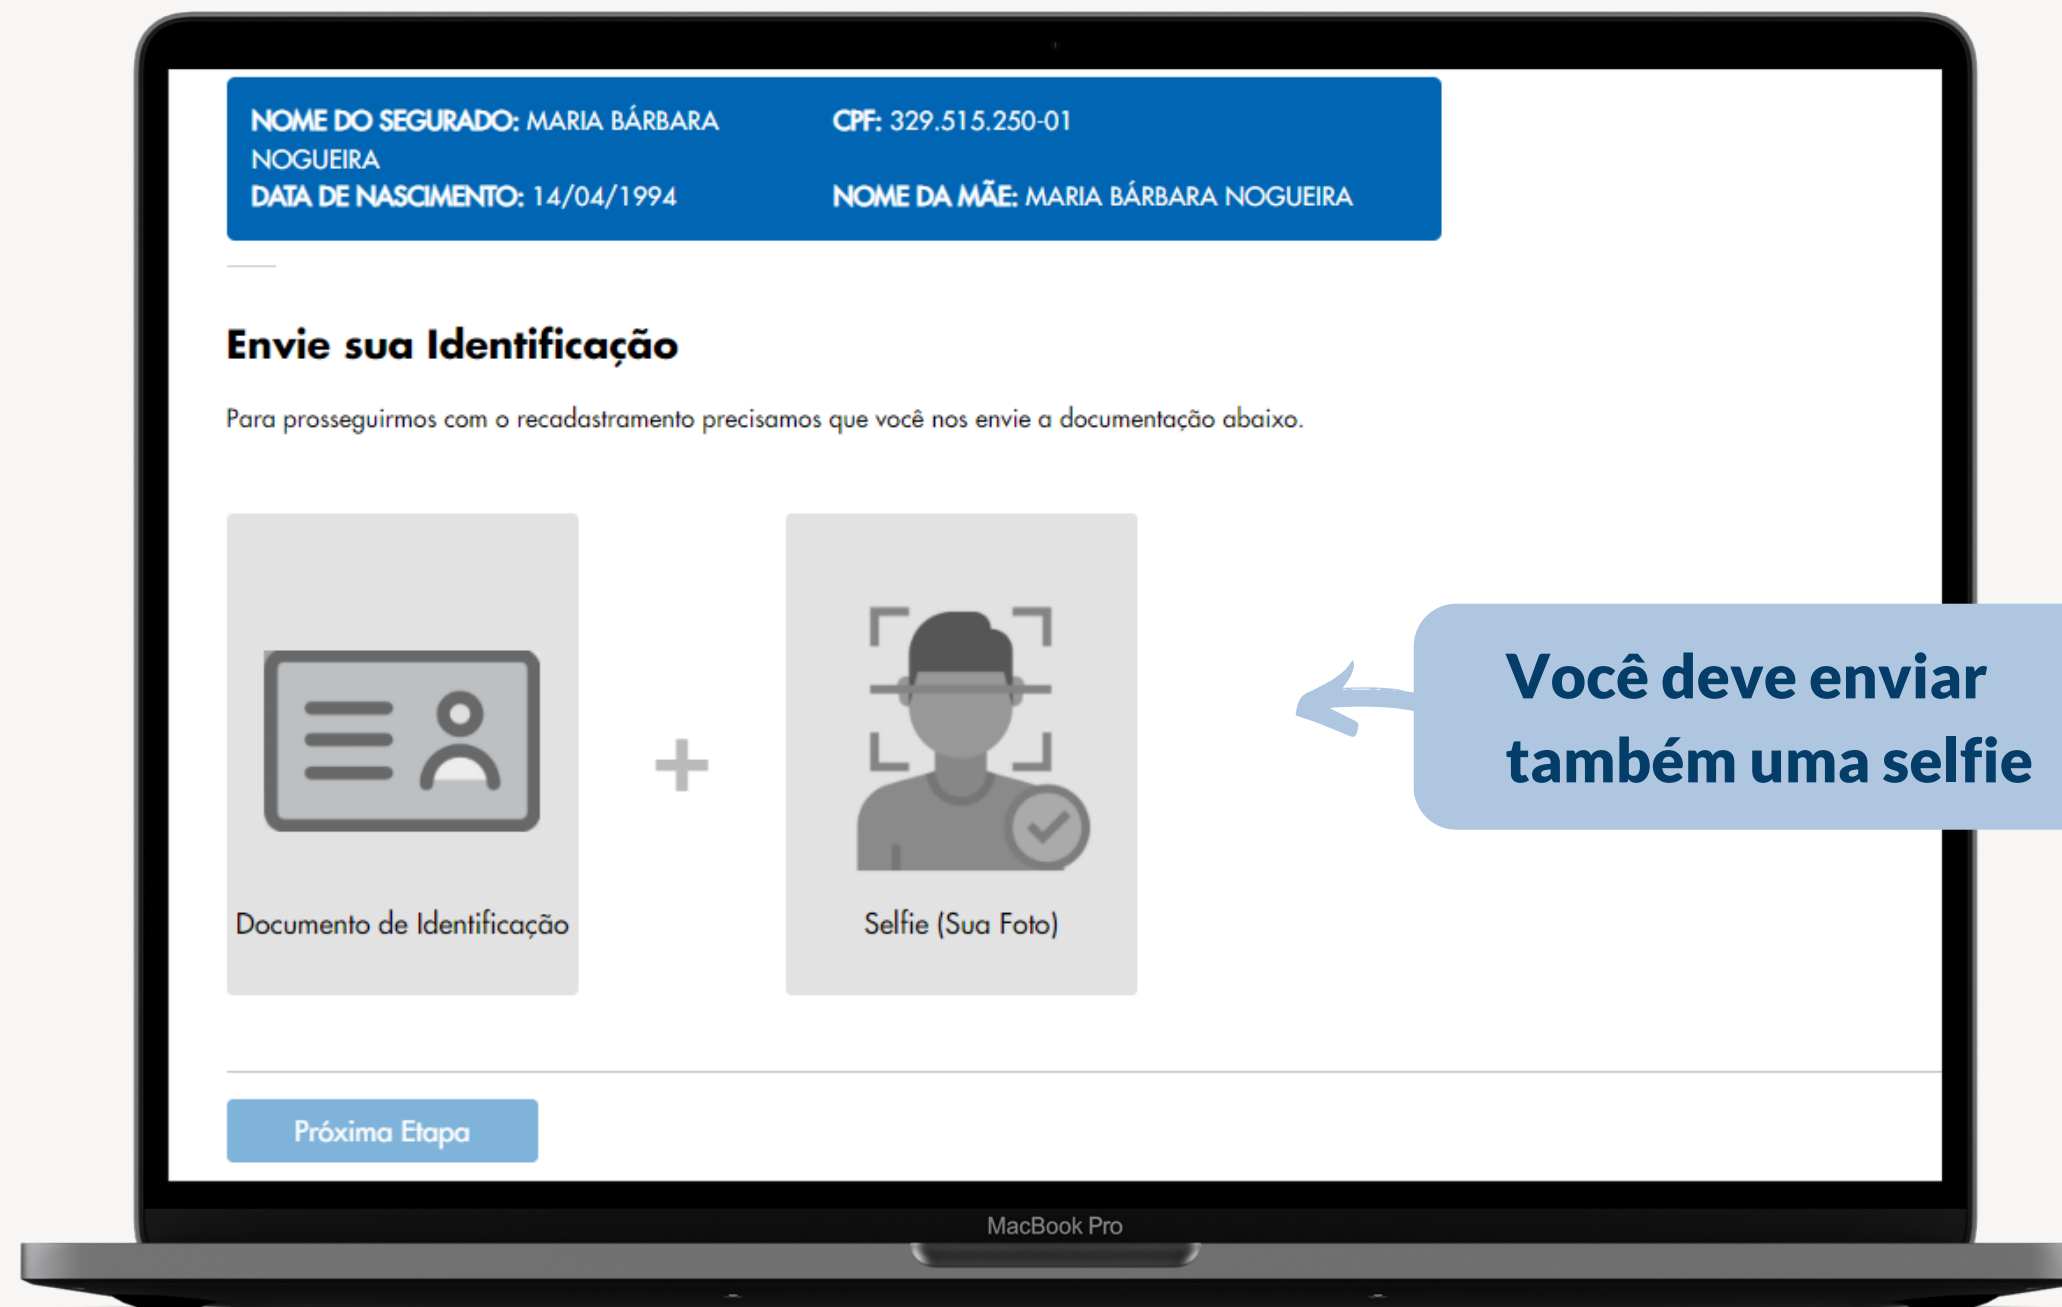 NOME DO SEGURADO: MARIA BÁRBARA NOGUEIRA
CPF: 329.515.250-01
DATA DE NASCIMENTO: 14/04/1994
NOME DA MÃE: MARIA BÁRBARA NOGUEIRA
Envie sua Identificação
Para prosseguirmos com o recadastramento precisamos que você nos envie a documentação abaixo.
Documento de Identificação
+
Selfie (Sua Foto)
Você deve enviar
também uma selfie
Próxima Etapa
MacBook Pro